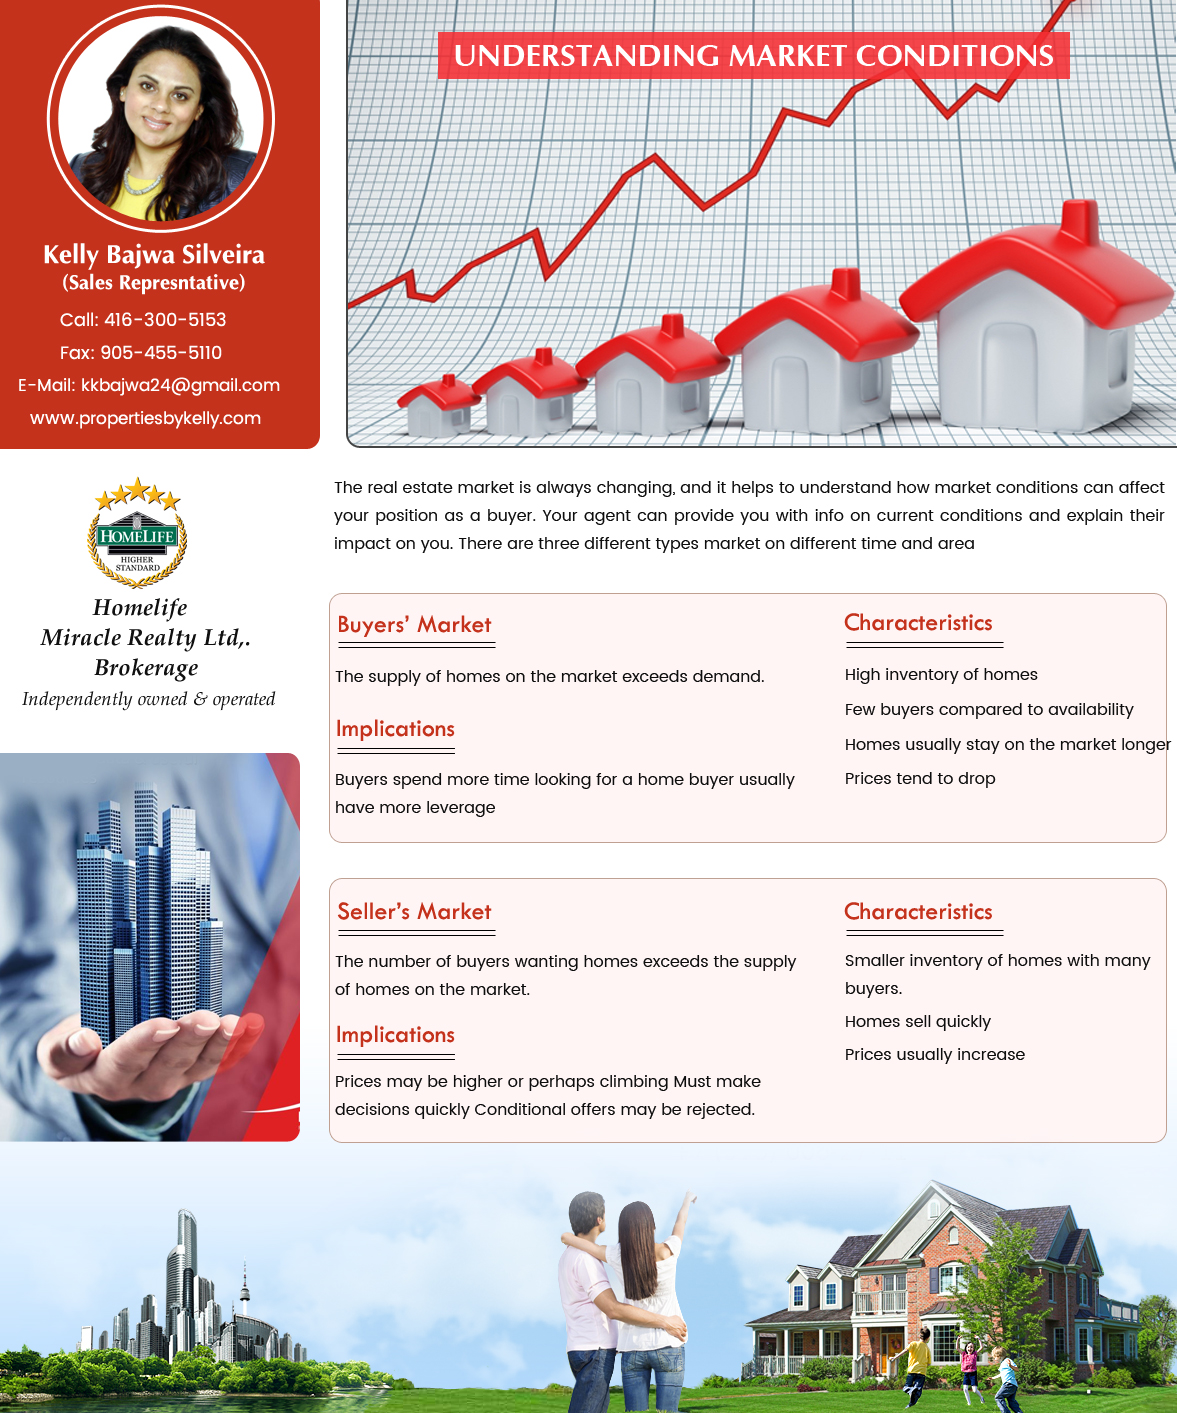 UNDERSTANDING MARKET CONDITIONS
Kelly Bajwa Silveira
(Sales Represntative)
Call: 416-300-5153
Fax: 905-455-5110
E-Mail: kkbajwa24@gmail.com
www.propertiesbykelly.com
HOMELIFE
HIGHER
STANDARD
Homelife
Miracle Realty Ltd,.
Brokerage
Independently owned & operated
The real estate market is always changing, and it helps to understand how market conditions can affect
your position as a buyer. Your agent can provide you with info on current conditions and explain their
impact on you. There are three different types market on different time and area
Buyers' Market
The supply of homes on the market exceeds demand.
Implications
Buyers spend more time looking for a home buyer usually
have more leverage
Characteristics
High inventory of homes
Few buyers compared to availability
Homes usually stay on the market longer
Prices tend to drop
Seller's Market
The number of buyers wanting homes exceeds the supply
of homes on the market.
Implications
Prices may be higher or perhaps climbing Must make
decisions quickly Conditional offers may be rejected.
Characteristics
Smaller inventory of homes with many
buyers.
Homes sell quickly
Prices usually increase